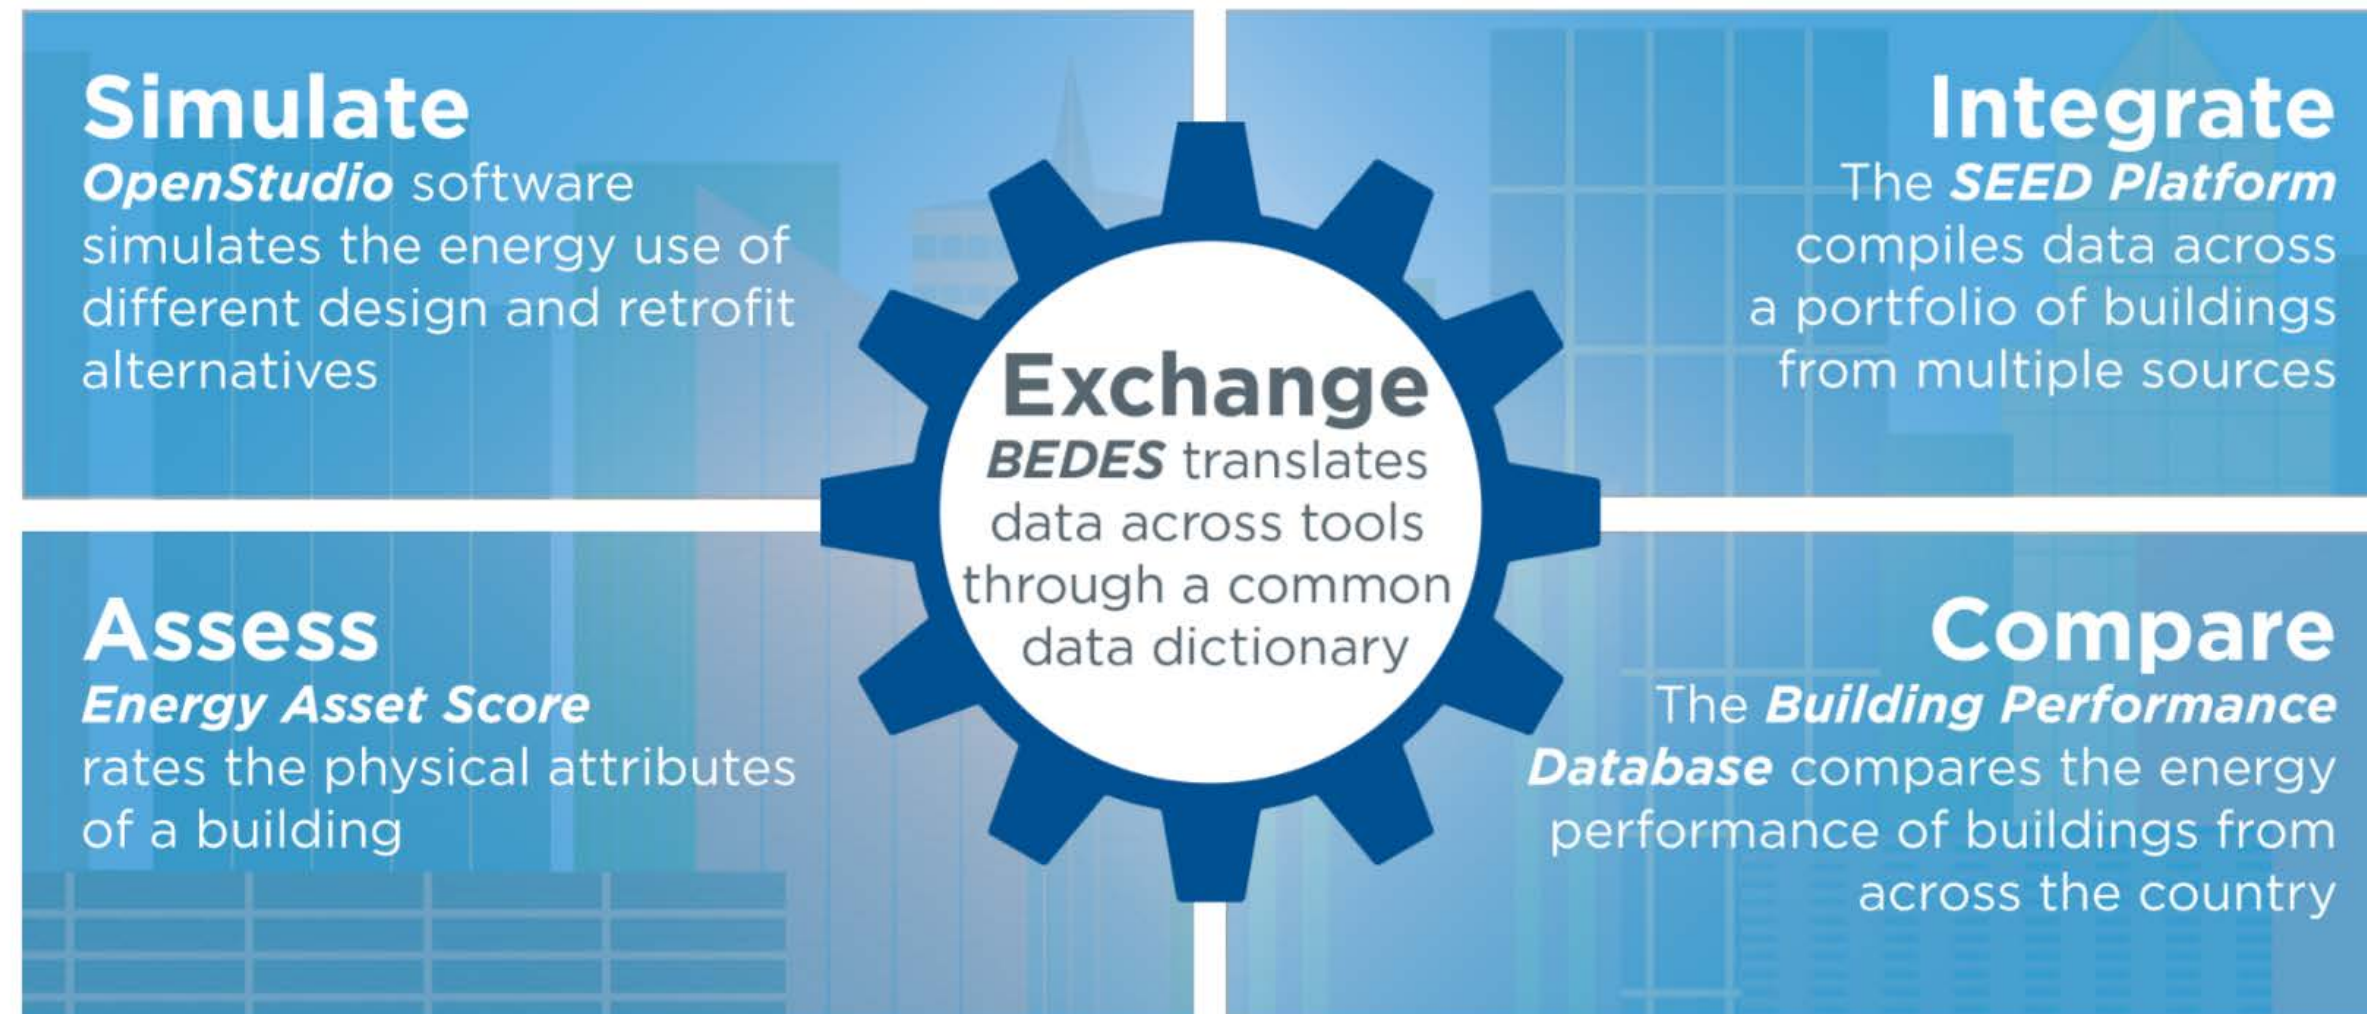 Simulate
OpenStudio software
simulates the energy use of
different design and retrofit
alternatives
Integrate
The SEED Platform
compiles data across
a portfolio of buildings
from multiple sources
Exchange
BEDES translates
data across tools
through a common
data dictionary
Assess
Energy Asset Score
rates the physical attributes
of a building
Compare
The Building Performance
Database compares the energy
performance of buildings from
across the country